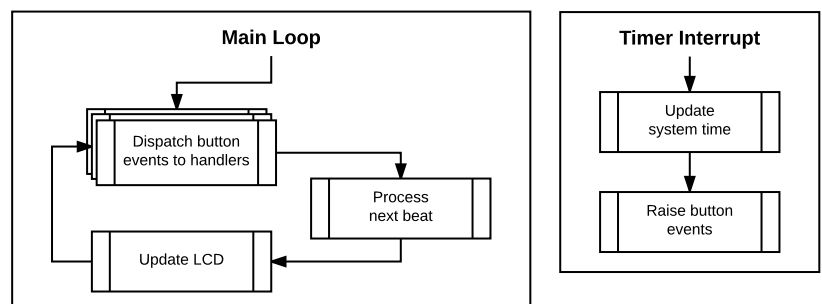 Main Loop
Dispatch button
events to handlers
Process
next beat
Update LCD
Timer Interrupt
Update
system time
Raise button
events